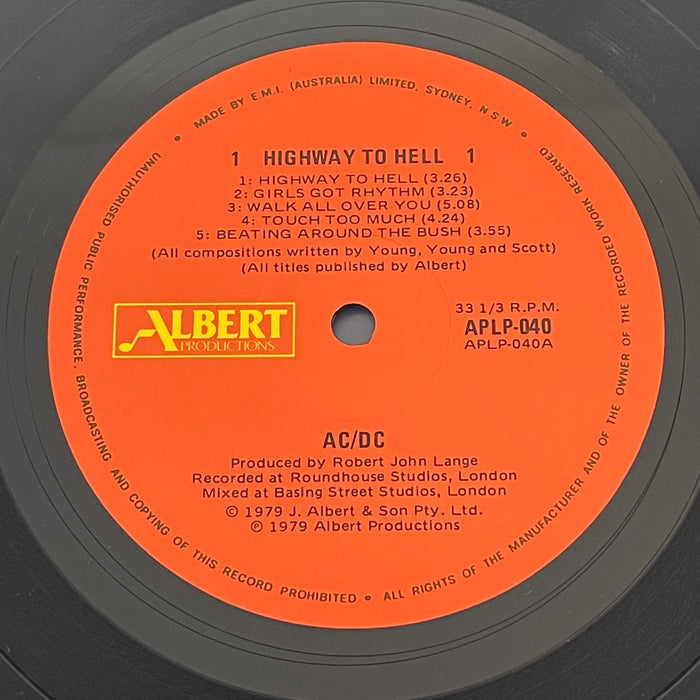 MADE BY E.M.I. (AUSTRALIA) LIMITED, SYDNEY, N.S.W. •
1 HIGHWAY TO HELL 1
1: HIGHWAY TO HELL (3.26)
2: GIRLS GOT RHYTHM (3.23)
3: WALK ALL OVER YOU (5.08)
4: TOUCH TOO MUCH (4.24)
5: BEATING AROUND THE BUSH (3.55)
(All compositions written by Young, Young and Scott)
(All titles published by Albert)
ALBERT
PRODUCTIONS
33 1/3 R.P.M.
APLP-040
APLP-040A
AC/DC
Produced by Robert John Lange
Recorded at Roundhouse Studios, London
Mixed at Basing Street Studios, London
© 1979 J. Albert & Son Pty. Ltd.
℗ 1979 Albert Productions
• UNAUTHORISED PUBLIC PERFORMANCE, BROADCASTING AND COPYING OF THIS RECORD PROHIBITED •
ALL RIGHTS OF THE MANUFACTURER AND OF THE OWNER OF THE RECORDED WORK RESERVED